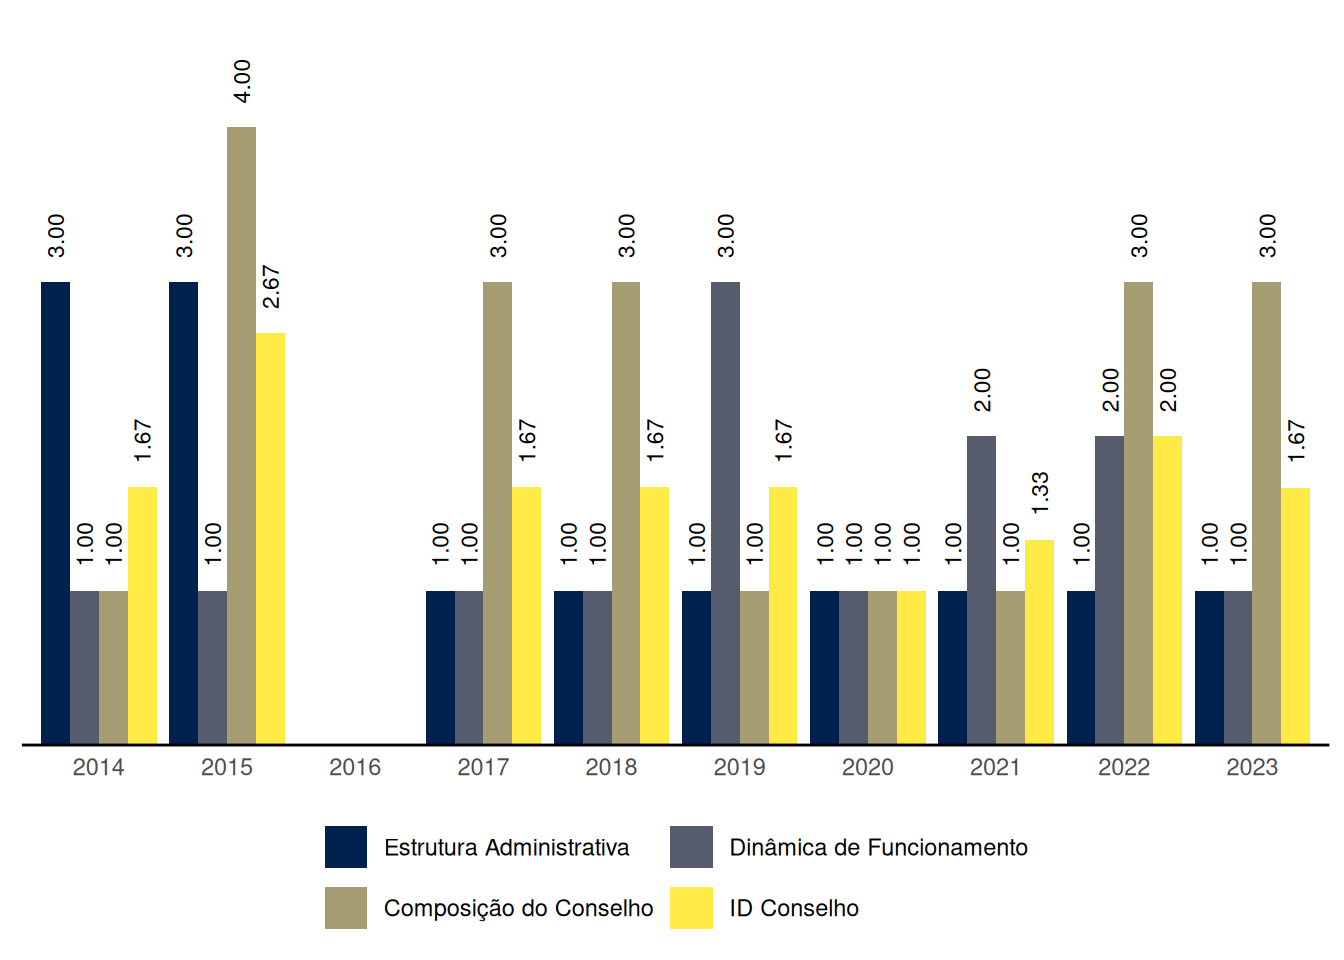 4.00
3.00 3.00 3.00 3.00 3.00 3.00 3.00
2.67
2.00 2.00 2.00
1.67 1.67 1.67 1.67 1.67
1.33
1.00 1.00 1.00 1.00 1.00 1.00 1.00 1.00 1.00 1.00 1.00 1.00 1.00 1.00 1.00 1.00 1.00 1.00
2014 2015 2016 2017 2018 2019 2020 2021 2022 2023
Estrutura Administrativa Dinâmica de Funcionamento
Composição do Conselho ID Conselho